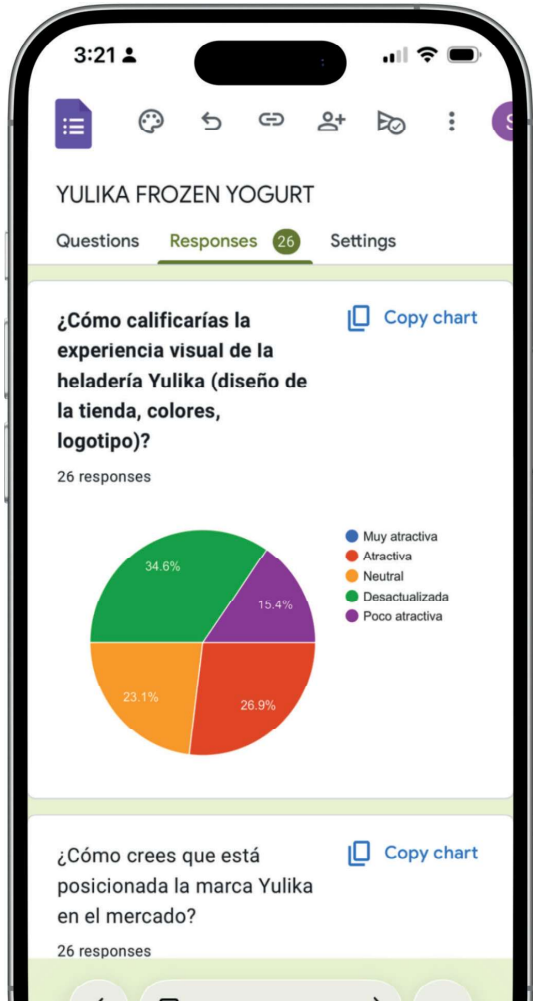 3:21
YULIKA FROZEN YOGURT
Questions Responses 26 Settings
¿Cómo calificarías la
experiencia visual de la
heladería Yulika (diseño de
la tienda, colores,
logotipo)?
Copy chart
26 responses
34.6%
15.4%
23.1%
26.9%
Muy atractiva
Atractiva
Neutral
Desactualizada
Poco atractiva
¿Cómo crees que está
posicionada la marca Yulika
en el mercado?
Copy chart
26 responses